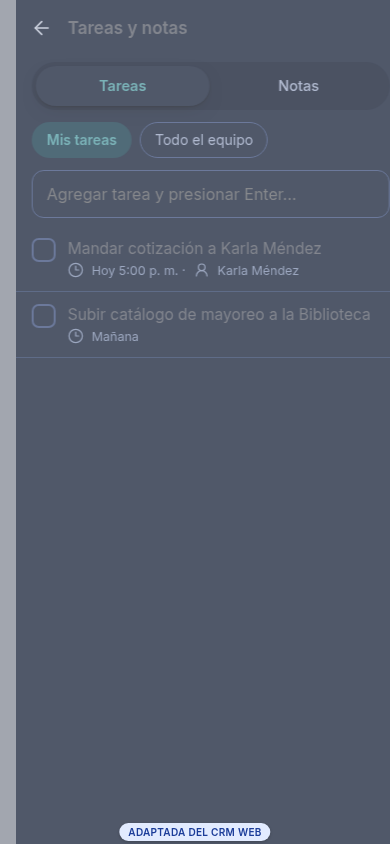 Tareas y notas
Tareas
Notas
Mis tareas
Todo el equipo
Agregar tarea y presionar Enter...
Mandar cotización a Karla Méndez
Hoy 5:00 p. m. · Karla Méndez
Subir catálogo de mayoreo a la Biblioteca
Mañana
ADAPTADA DEL CRM WEB